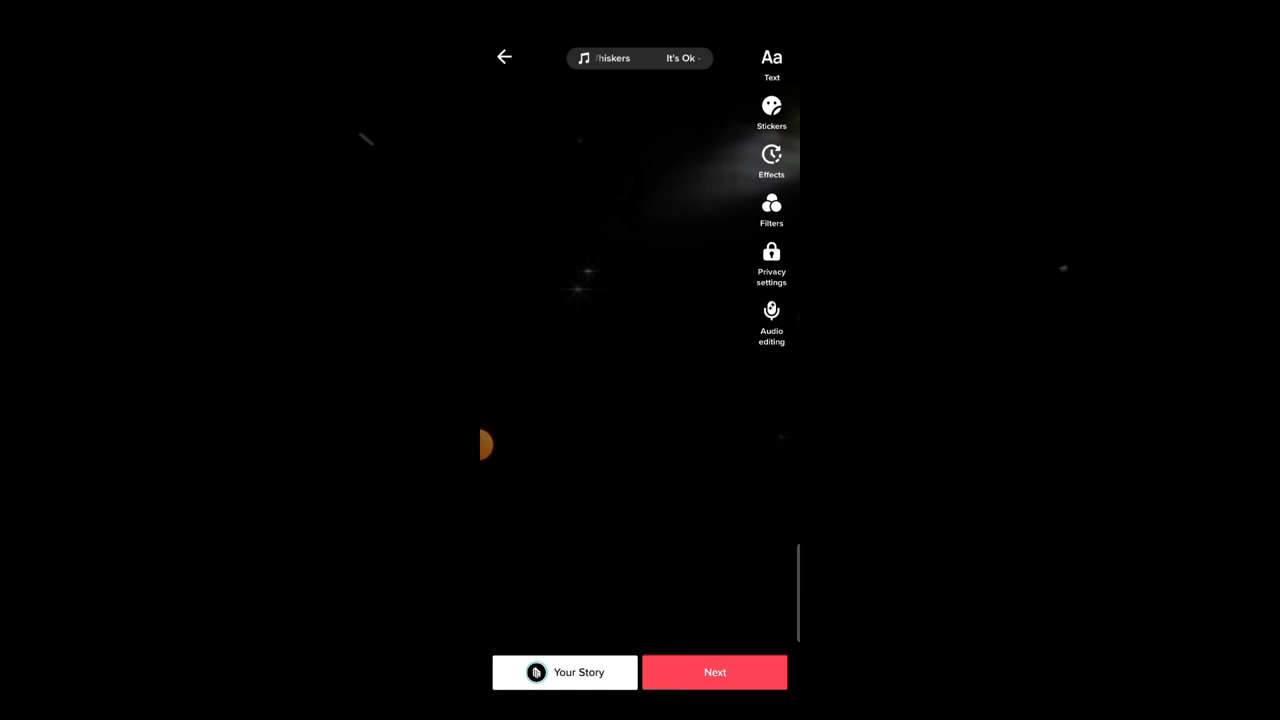 hiskers It's Ok -
Aa
Text
Stickers
Effects
Filters
Privacy
settings
Audio
editing
Your Story
Next